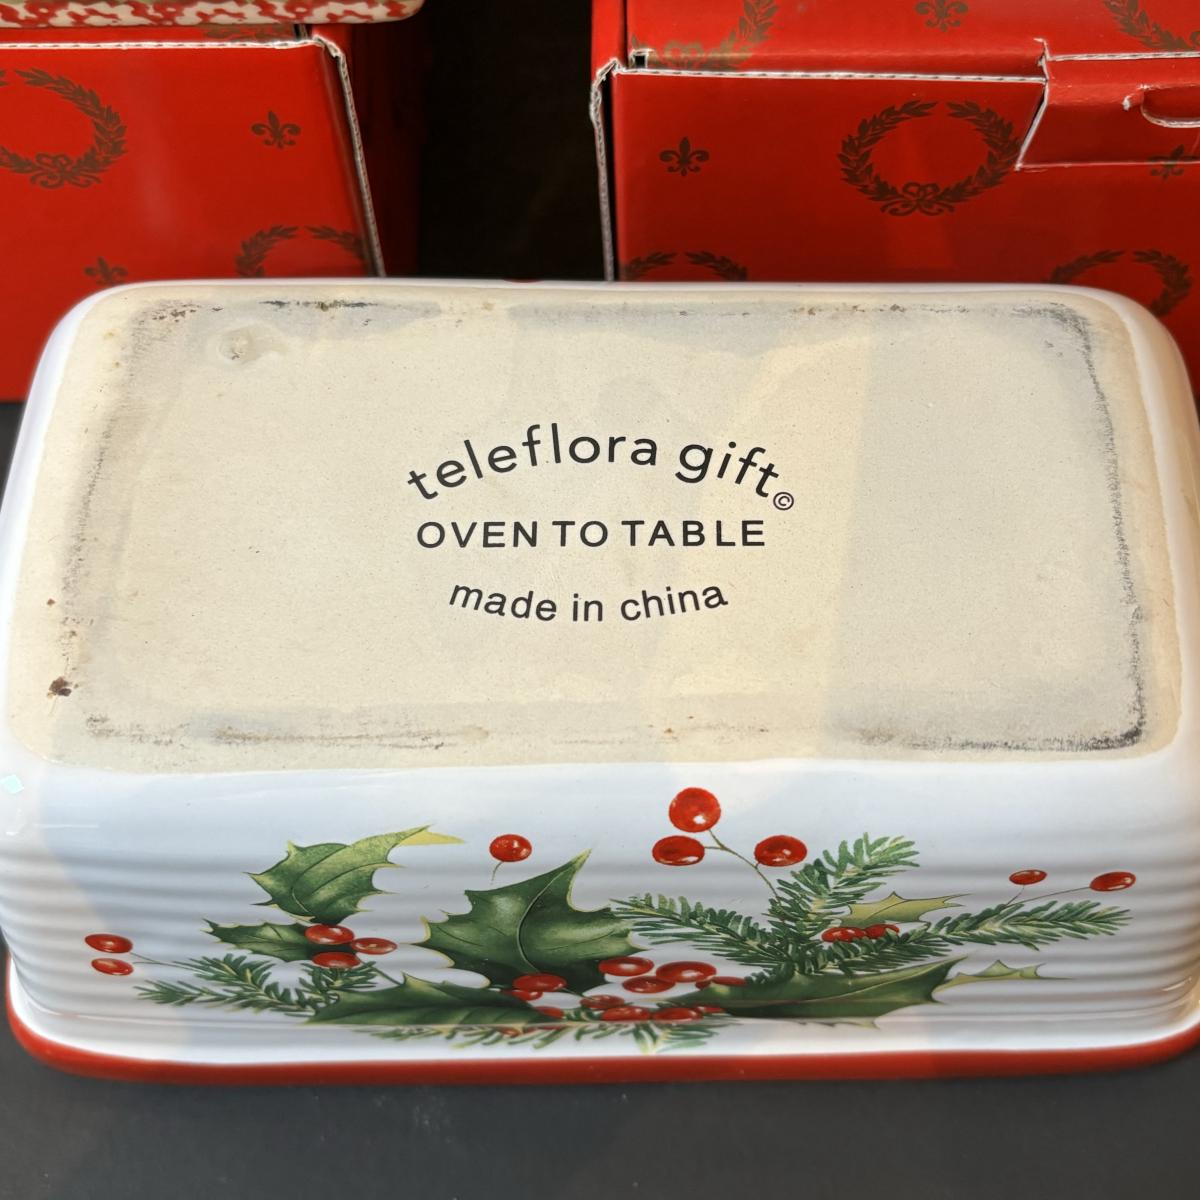 teleflora gift©
OVEN TO TABLE
made in china